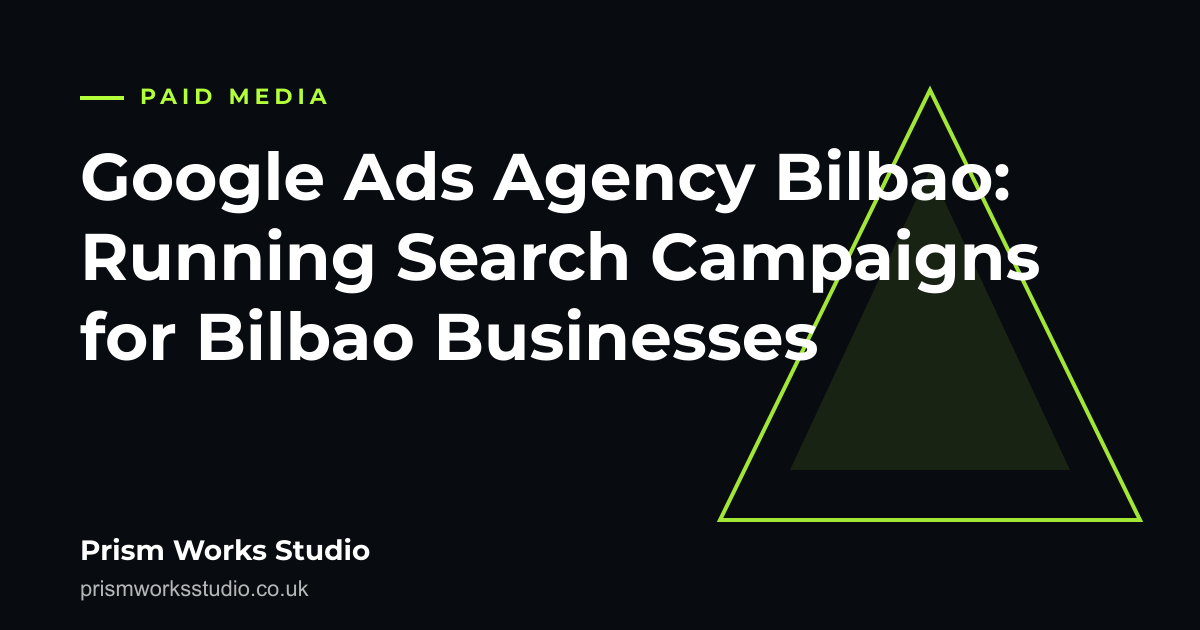 PAID MEDIA
Google Ads Agency Bilbao:
Running Search Campaigns
for Bilbao Businesses
Prism Works Studio
prismworksstudio.co.uk